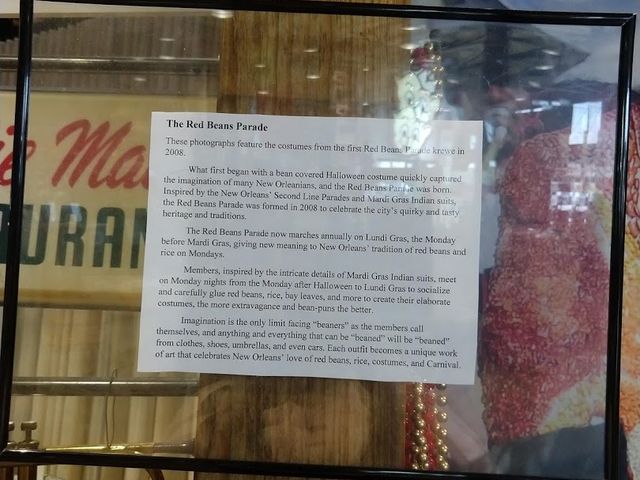 ie Ma
URAN
The Red Beans Parade
These photographs feature the costumes from the first Red Beans Parade krewe in
2008.
What first began with a bean covered Halloween costume quickly captured
the imagination of many New Orleanians, and the Red Beans Parade was born.
Inspired by the New Orleans' Second Line Parades and Mardi Gras Indian suits,
the Red Beans Parade was formed in 2008 to celebrate the city's quirky and tasty
heritage and traditions.
The Red Beans Parade now marches annually on Lundi Gras, the Monday
before Mardi Gras, giving new meaning to New Orleans' tradition of red beans and
rice on Mondays.
Members, inspired by the intricate details of Mardi Gras Indian suits, meet
on Monday nights from the Monday after Halloween to Lundi Gras to socialize
and carefully glue red beans, rice, bay leaves, and more to create their elaborate
costumes, the more extravagance and bean-puns the better.
Imagination is the only limit facing "beaners" as the members call
themselves, and anything and everything that can be "beaned" will be "beaned"
from clothes, shoes, umbrellas, and even cars. Each outfit becomes a unique work
of art that celebrates New Orleans' love of red beans, rice, costumes, and Carnival.